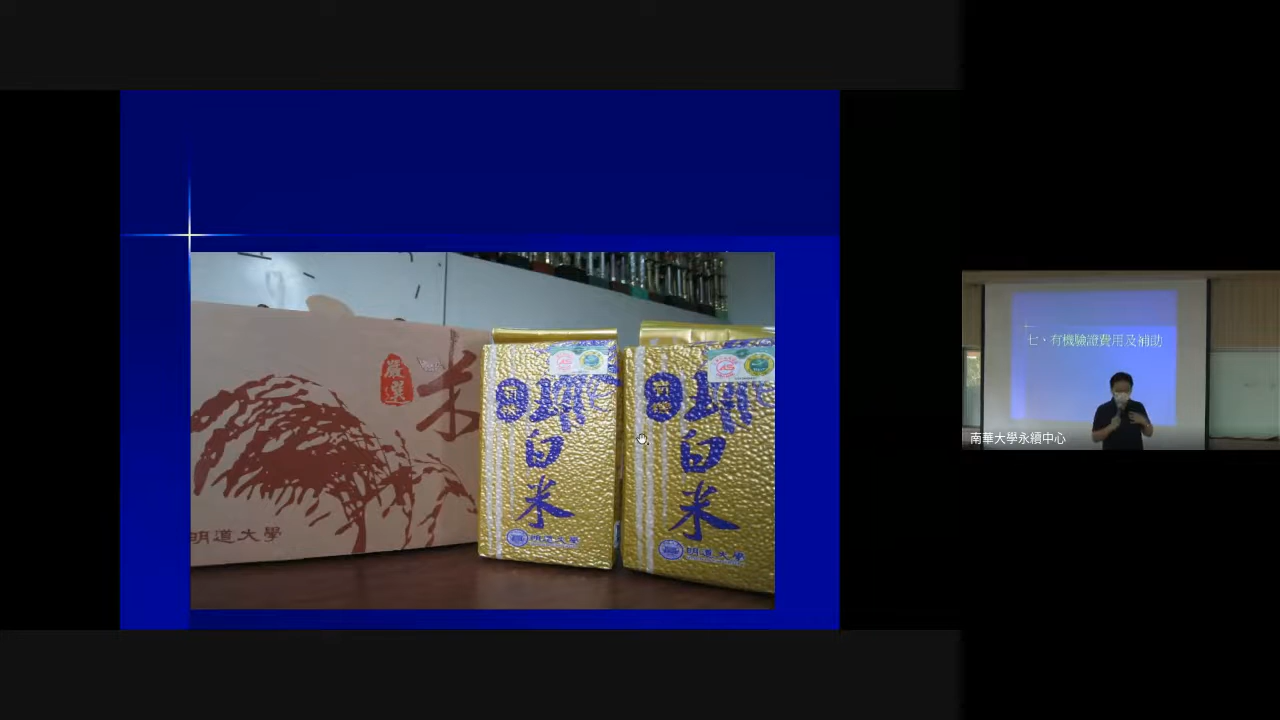 嚴選
米
明道大學
白米
明道大學
白米
明道大學
七、有機驗證費用及補助
南華大學永續中心